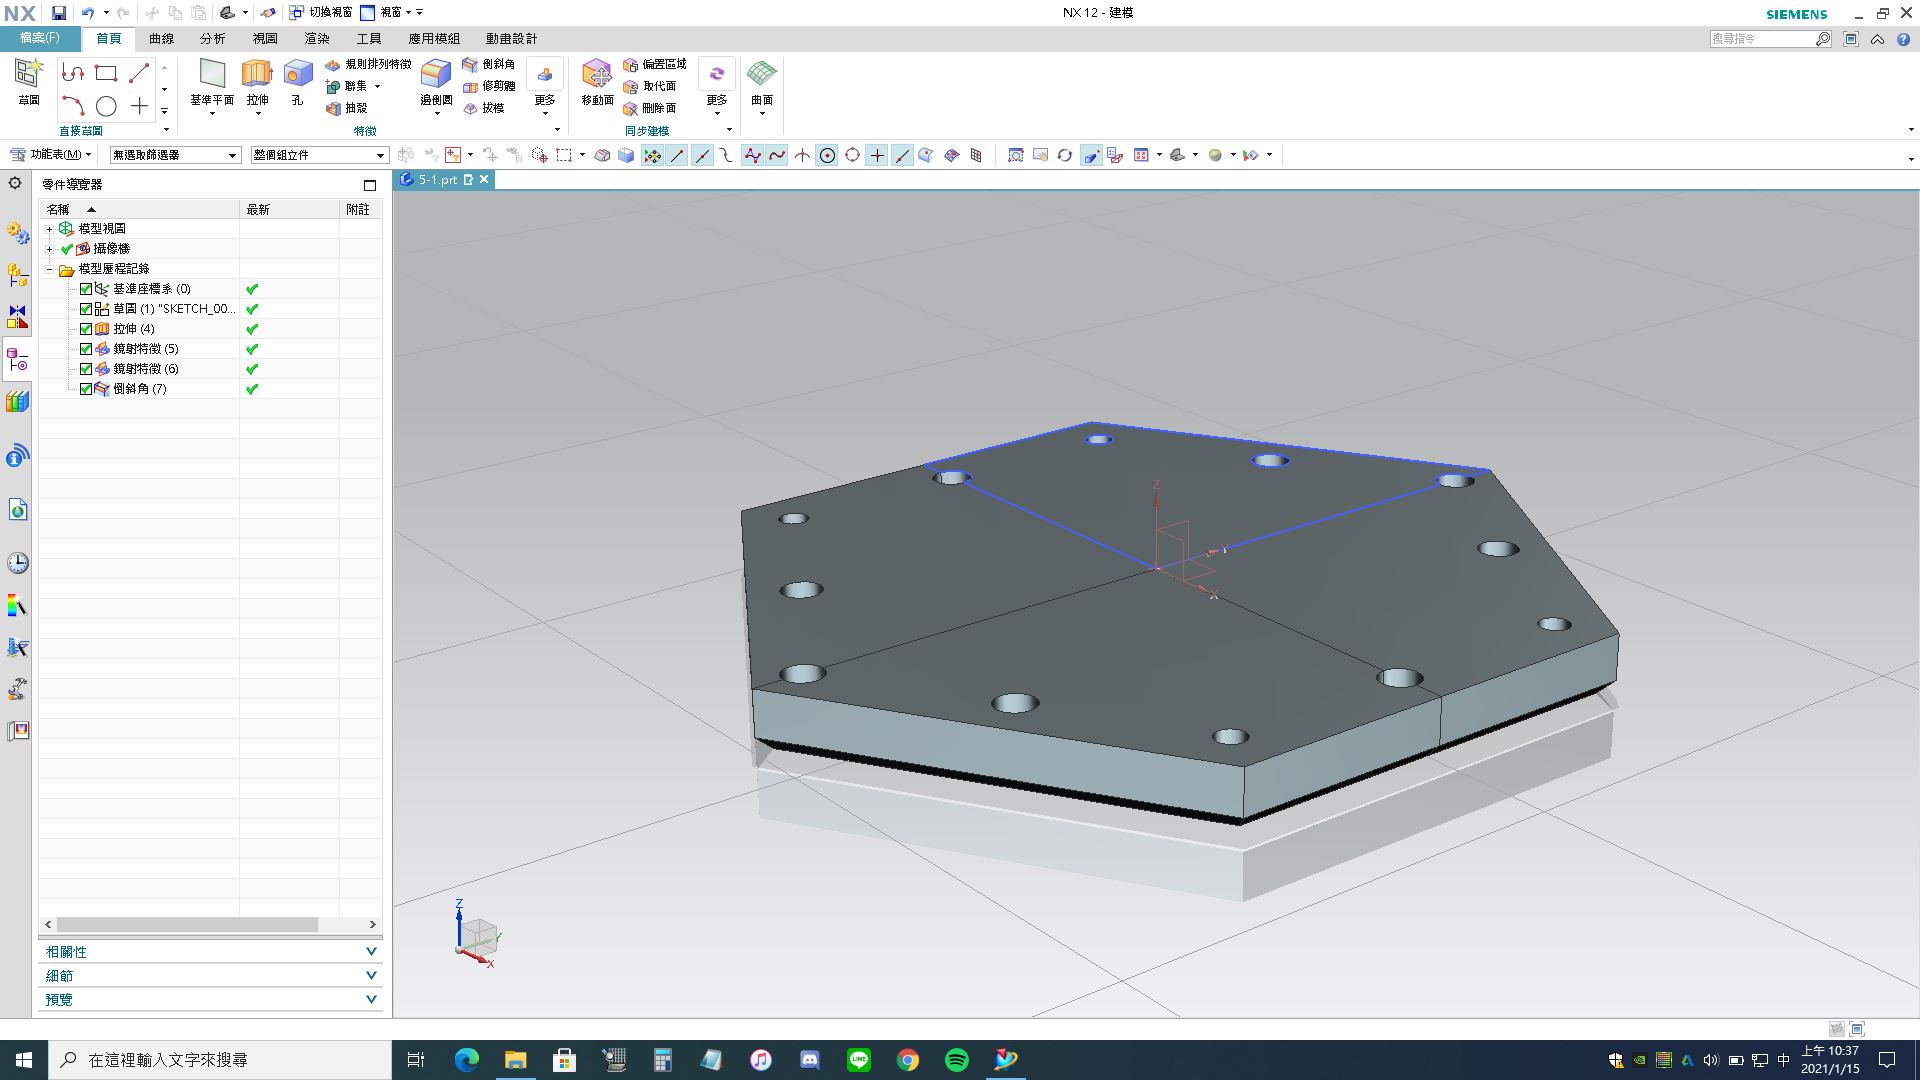 NX
切換視窗
視窗
NX 12 - 建模
SIEMENS
檔案(F)
首頁
曲線
分析
視圖
渲染
工具
應用模組
動畫設計
搜尋指令
草圖
直接草圖
基準平面
拉伸
孔
規則排列特徵
聯集
抽殼
邊倒圓
倒斜角
修剪體
拔模
更多
特徵
移動面
偏置區域
取代面
刪除面
更多
同步建模
曲面
功能表(M)
無選取篩選器
整個組立件
零件導覽器
5-1.prt
名稱
最新
附註
模型視圖
攝像機
模型歷程記錄
基準座標系 (0)
草圖 (1) "SKETCH_00...
拉伸 (4)
鏡射特徵 (5)
鏡射特徵 (6)
倒斜角 (7)
Z
Y
X
Z
Y
X
相關性
細節
預覽
在這裡輸入文字來搜尋
LINE
中
上午 10:37
2021/1/15